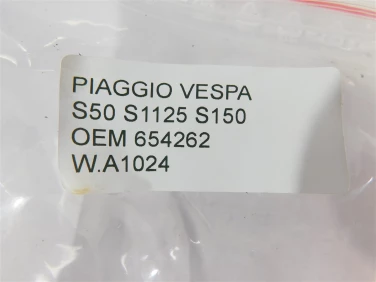 PIAGGIO VESPA
S50 S1125 S150
OEM 654262
W.A1024